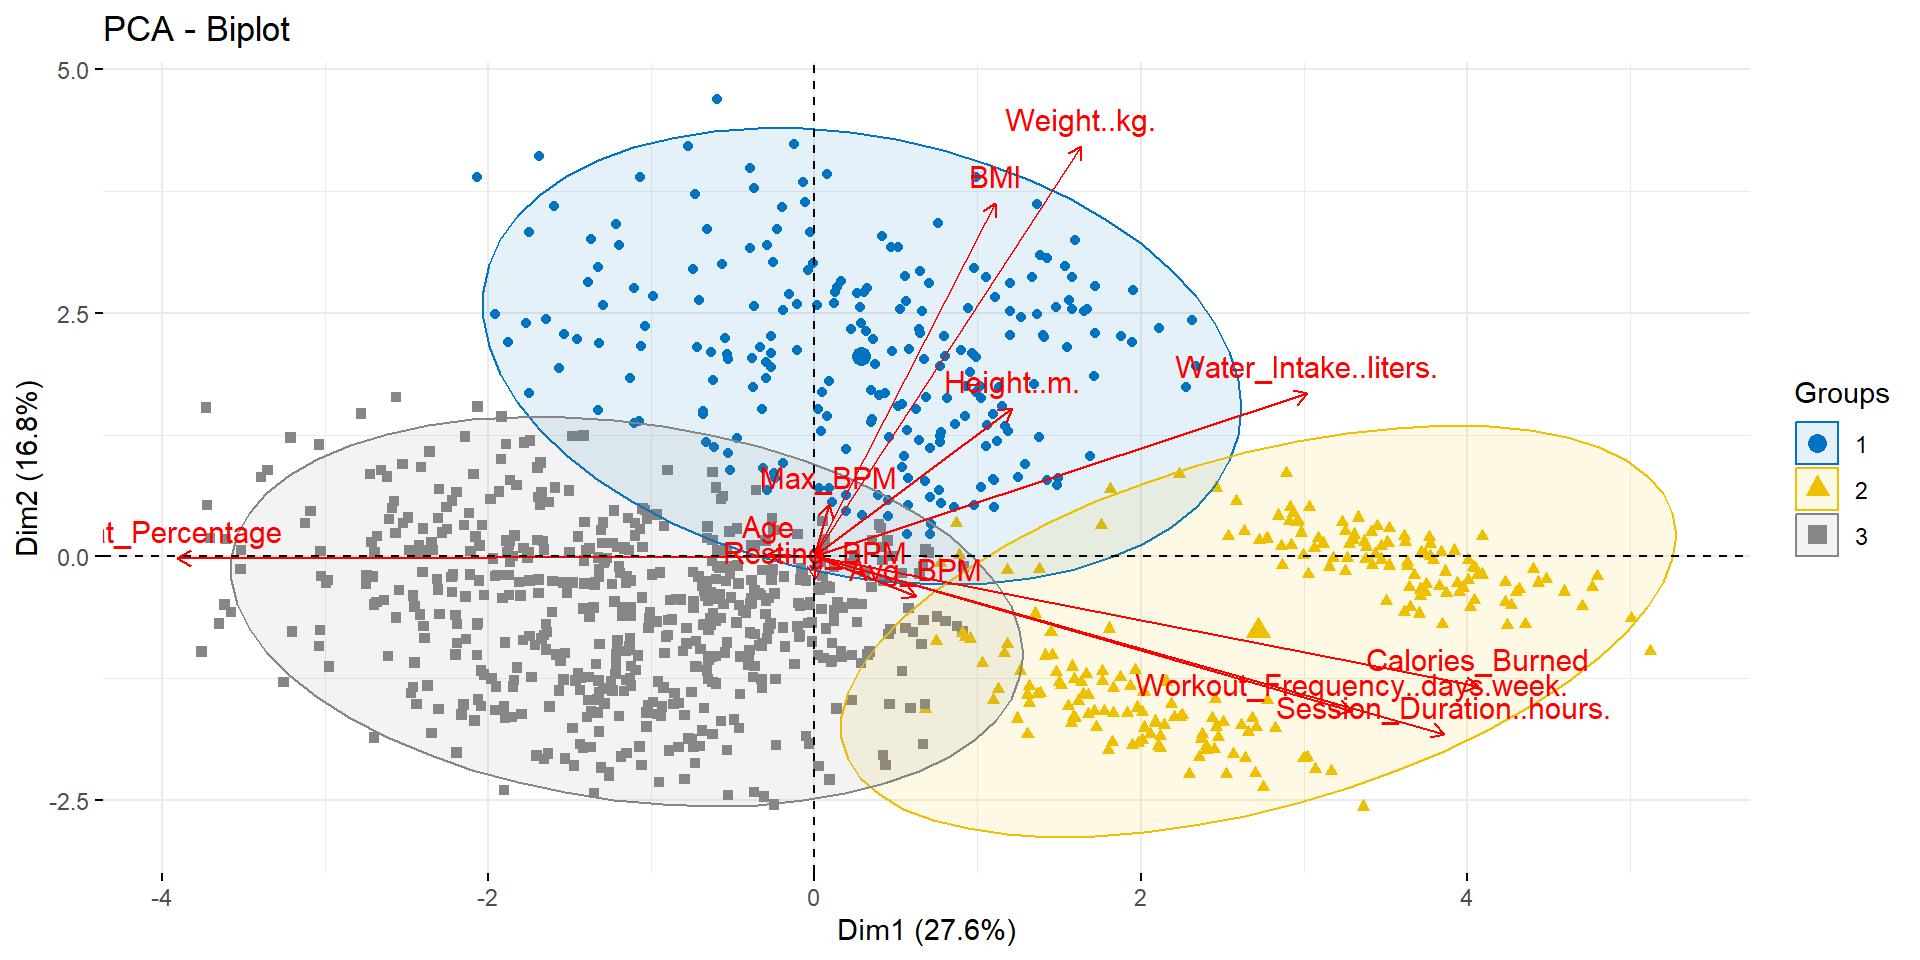 PCA - Biplot
5.0
2.5
0.0
-2.5
Dim2 (16.8%)
Weight..kg.
BMI
Water_Intake..liters.
Height..m.
Max_BPM
Age
t_Percentage
Resting_BPM
Avg_BPM
Calories_Burned
Workout_Frequency..days.week.
Session_Duration..hours.
-4
-2
0
2
4
Dim1 (27.6%)
Groups
1
2
3